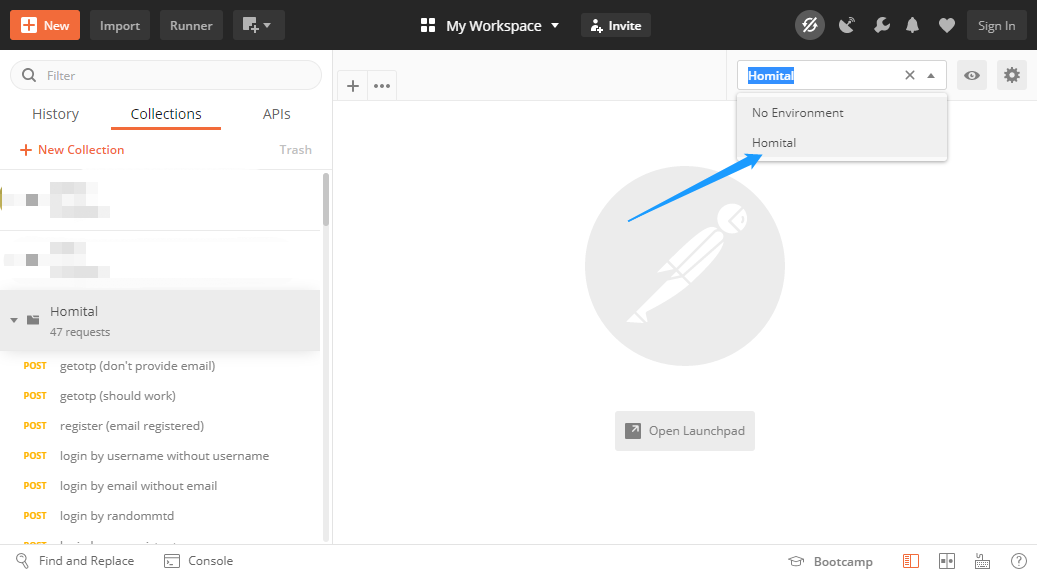 New
Import
Runner
My Workspace
Invite
Sign In
Filter
History
Collections
APIs
New Collection
Trash
Homital
47 requests
POST getotp (don't provide email)
POST getotp (should work)
POST register (email registered)
POST login by username without username
POST login by email without email
POST login by randommtd
Homital
No Environment
Homital
Open Launchpad
Find and Replace
Console
Bootcamp